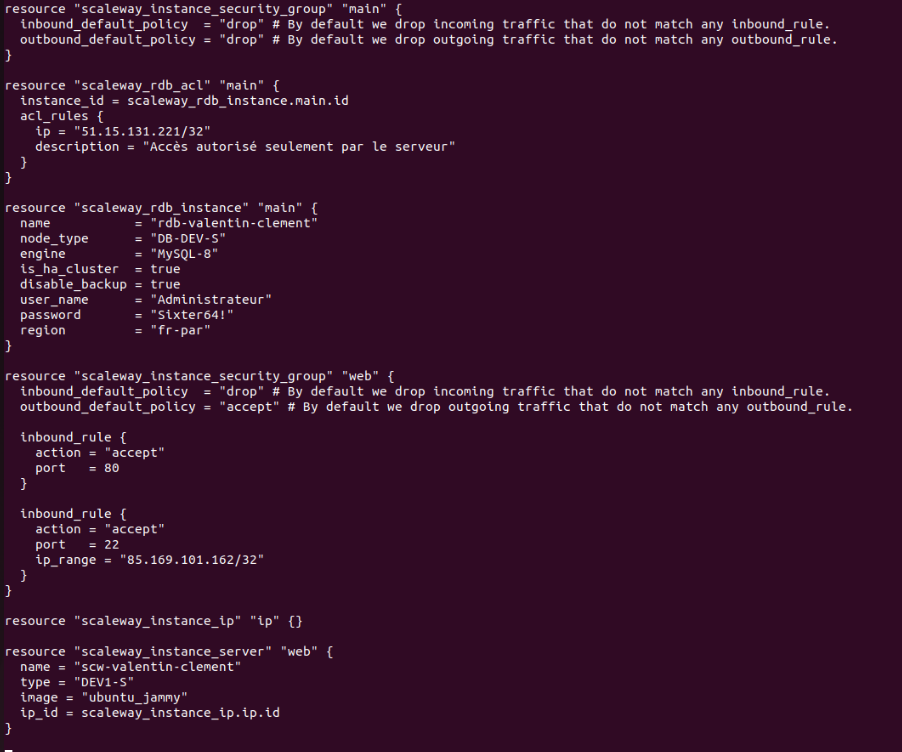 resource "scaleway_instance_security_group" "main" {
  inbound_default_policy  = "drop" # By default we drop incoming traffic that do not match any inbound_rule.
  outbound_default_policy = "drop" # By default we drop outgoing traffic that do not match any outbound_rule.
}

resource "scaleway_rdb_acl" "main" {
  instance_id = scaleway_rdb_instance.main.id
  acl_rules {
    ip = "51.15.131.221/32"
    description = "Accès autorisé seulement par le serveur"
  }
}

resource "scaleway_rdb_instance" "main" {
  name           = "rdb-valentin-clement"
  node_type      = "DB-DEV-S"
  engine         = "MySQL-8"
  is_ha_cluster  = true
  disable_backup = true
  user_name      = "Administrateur"
  password       = "Sixter64!"
  region         = "fr-par"
}

resource "scaleway_instance_security_group" "web" {
  inbound_default_policy  = "drop" # By default we drop incoming traffic that do not match any inbound_rule.
  outbound_default_policy = "accept" # By default we drop outgoing traffic that do not match any outbound_rule.

  inbound_rule {
    action = "accept"
    port   = 80
  }

  inbound_rule {
    action = "accept"
    port   = 22
    ip_range = "85.169.101.162/32"
  }
}

resource "scaleway_instance_ip" "ip" {}

resource "scaleway_instance_server" "web" {
  name = "scw-valentin-clement"
  type = "DEV1-S"
  image = "ubuntu_jammy"
  ip_id = scaleway_instance_ip.ip.id
}